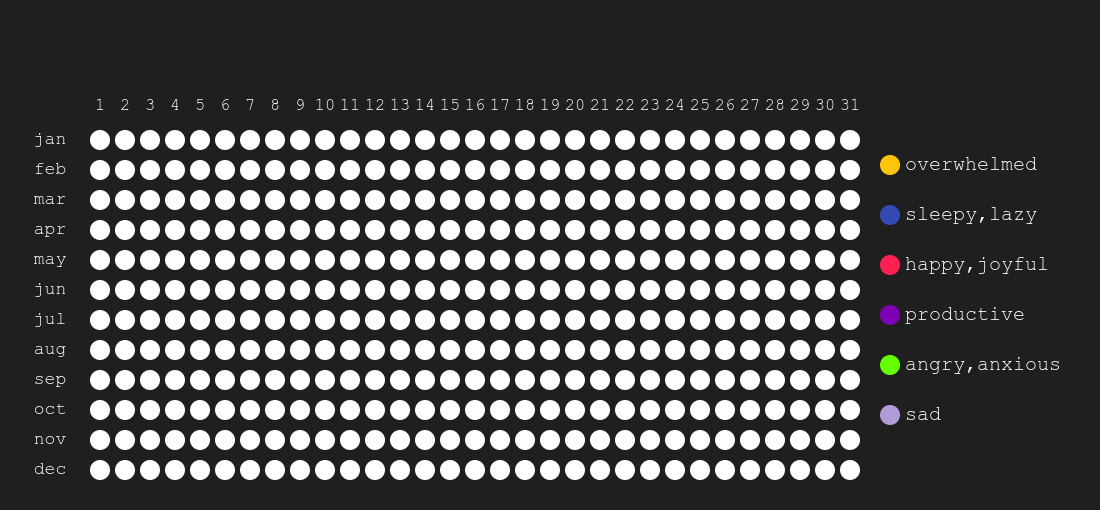 1 2 3 4 5 6 7 8 9 10 11 12 13 14 15 16 17 18 19 20 21 22 23 24 25 26 27 28 29 30 31
jan
feb
mar
apr
may
jun
jul
aug
sep
oct
nov
dec
overwhelmed
sleepy,lazy
happy,joyful
productive
angry,anxious
sad